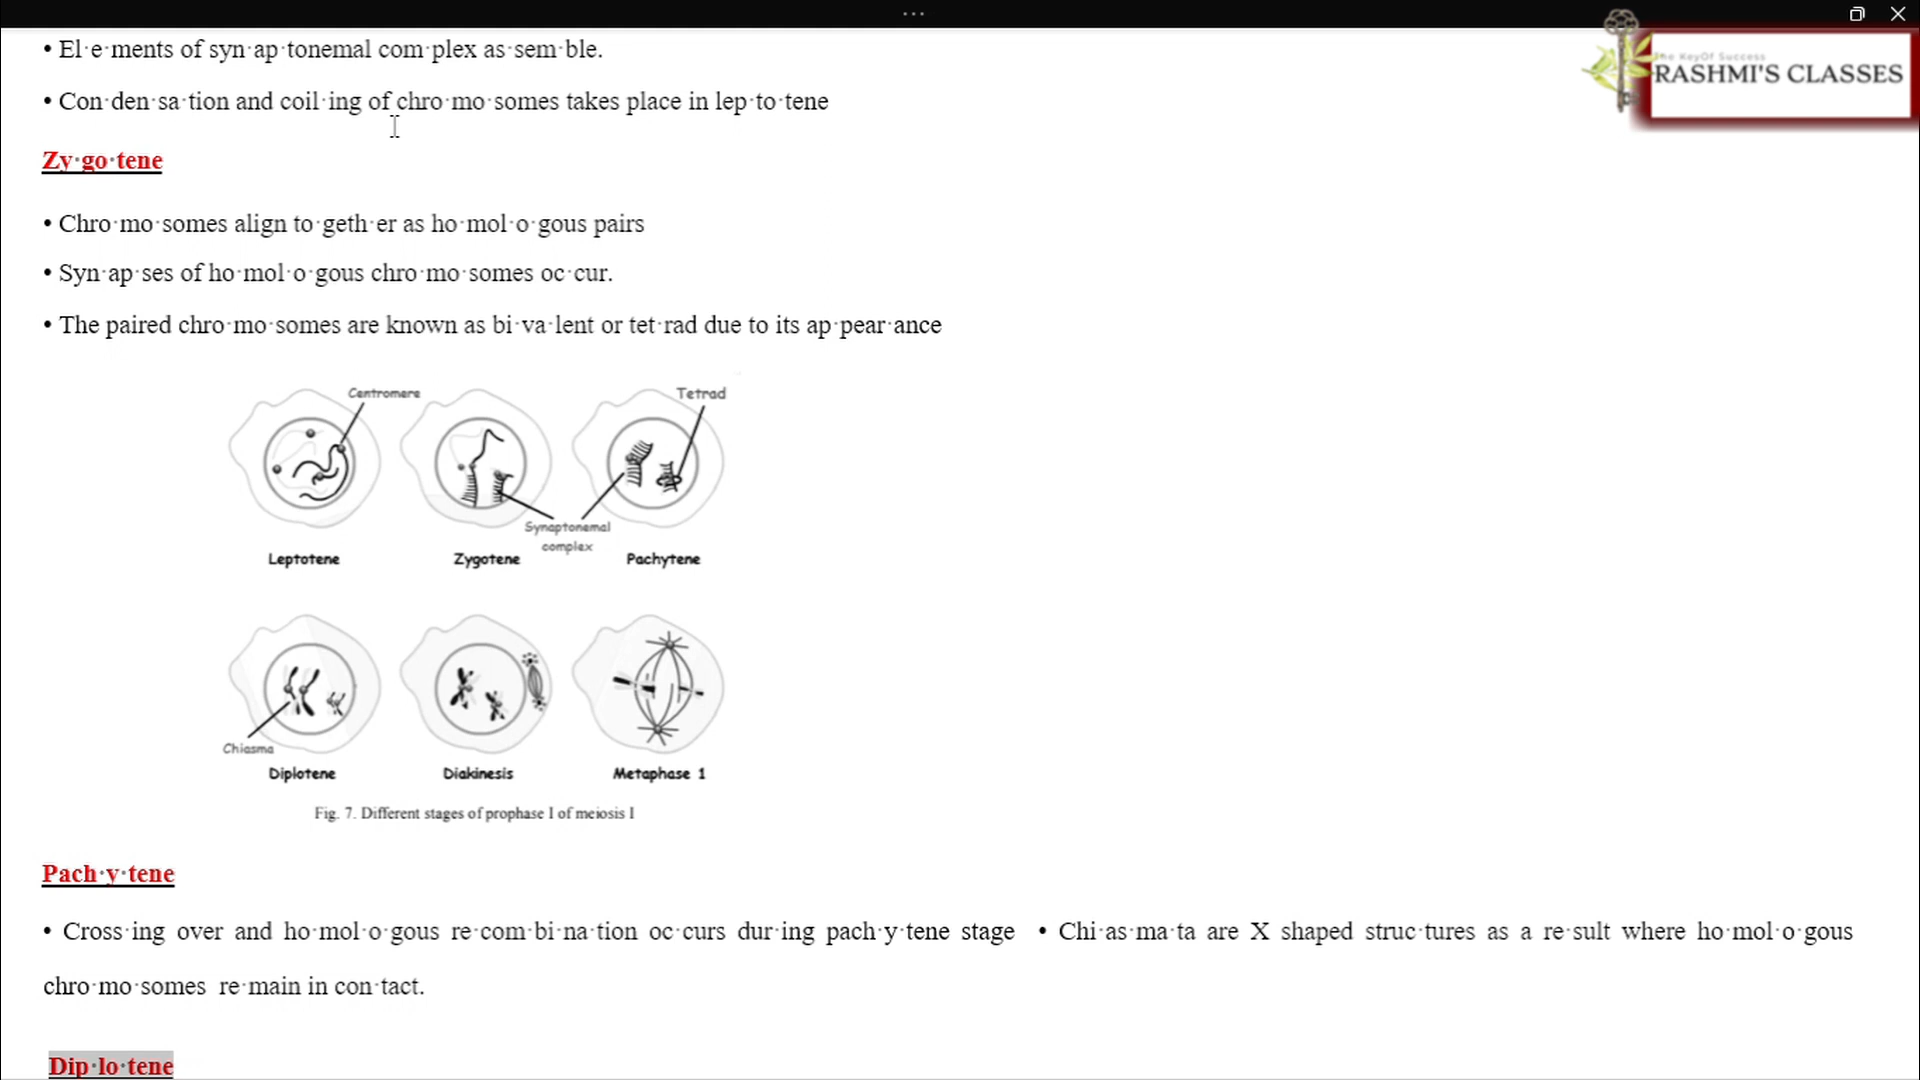 • El·e·ments of syn·ap·tonemal com·plex as·sem·ble.
The KeyOf Success
RASHMI'S CLASSES
• Con·den·sa·tion and coil·ing of chro·mo·somes takes place in lep·to·tene
Zy·go·tene
• Chro·mo·somes align to·geth·er as ho·mol·o·gous pairs
• Syn·ap·ses of ho·mol·o·gous chro·mo·somes oc·cur.
• The paired chro·mo·somes are known as bi·va·lent or tet·rad due to its ap·pear·ance
Centromere
Tetrad
Synaptonemal
complex
Leptotene
Zygotene
Pachytene
Chiasma
Diplotene
Diakinesis
Metaphase 1
Fig. 7. Different stages of prophase I of meiosis I
Pach·y·tene
• Cross·ing over and ho·mol·o·gous re·com·bi·na·tion oc·curs dur·ing pach·y·tene stage • Chi·as·ma·ta are X shaped struc·tures as a re·sult where ho·mol·o·gous
chro·mo·somes re·main in con·tact.
Dip·lo·tene